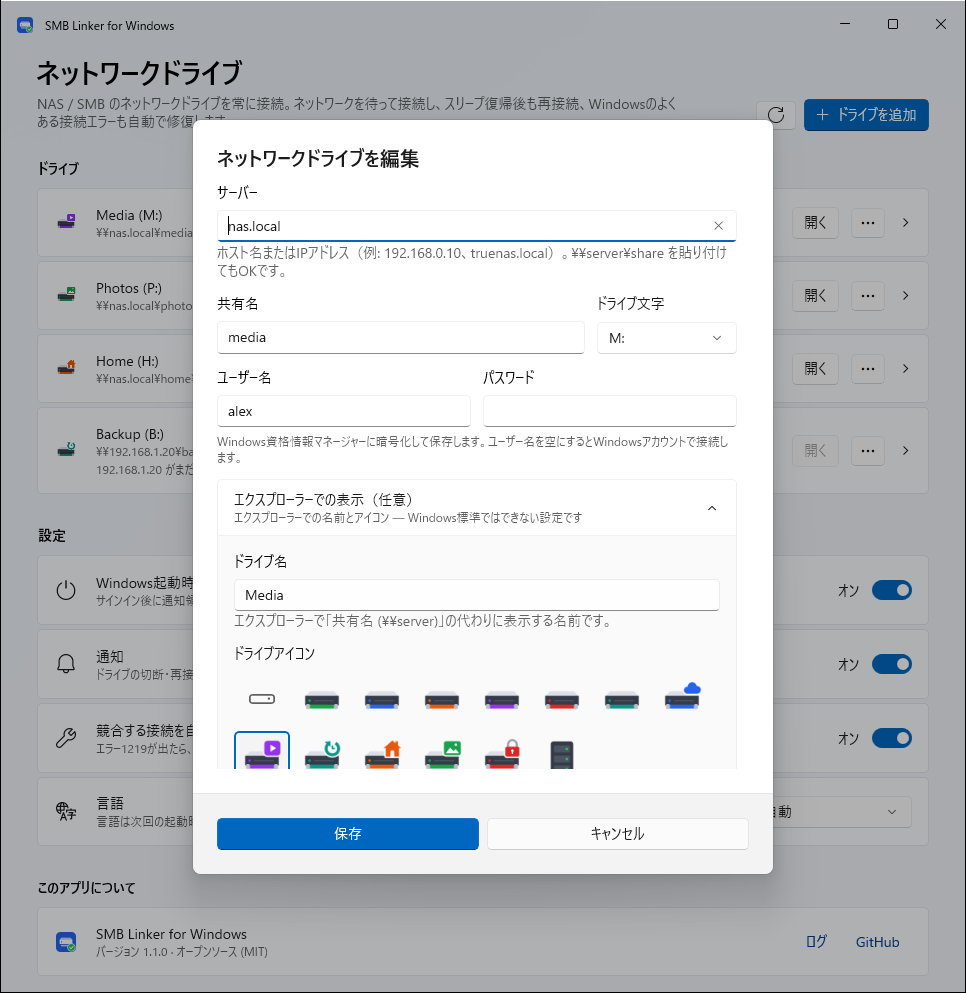 SMB Linker for Windows
ネットワークドライブ
NAS / SMB のネットワークドライブを常に接続。ネットワークを待って接続し、スリープ復帰後も再接続、Windowsのよく
ある接続エラーも自動で修復します。
ドライブを追加
ドライブ
Media (M:)
¥¥nas.local¥media
開く
Photos (P:)
¥¥nas.local¥photo
開く
Home (H:)
¥¥nas.local¥home
開く
Backup (B:)
¥¥192.168.1.20¥ba
192.168.1.20 がまだ
開く
ネットワークドライブを編集
サーバー
nas.local
ホスト名またはIPアドレス（例: 192.168.0.10、truenas.local）。¥¥server¥share を貼り付け
てもOKです。
共有名
ドライブ文字
media
M:
ユーザー名
パスワード
alex
Windows資格情報マネージャーに暗号化して保存します。ユーザー名を空にするとWindowsアカウントで接続し
ます。
エクスプローラーでの表示（任意）
エクスプローラーでの名前とアイコン — Windows標準ではできない設定です
ドライブ名
Media
エクスプローラーで「共有名 (¥¥server)」の代わりに表示する名前です。
ドライブアイコン
保存
キャンセル
設定
Windows起動時
サインイン後に通知領
オン
通知
ドライブの切断・再接
オン
競合する接続を自
エラー1219が出たら、
オン
言語
言語は次回の起動時
自動
このアプリについて
SMB Linker for Windows
バージョン 1.1.0 · オープンソース (MIT)
ログ
GitHub